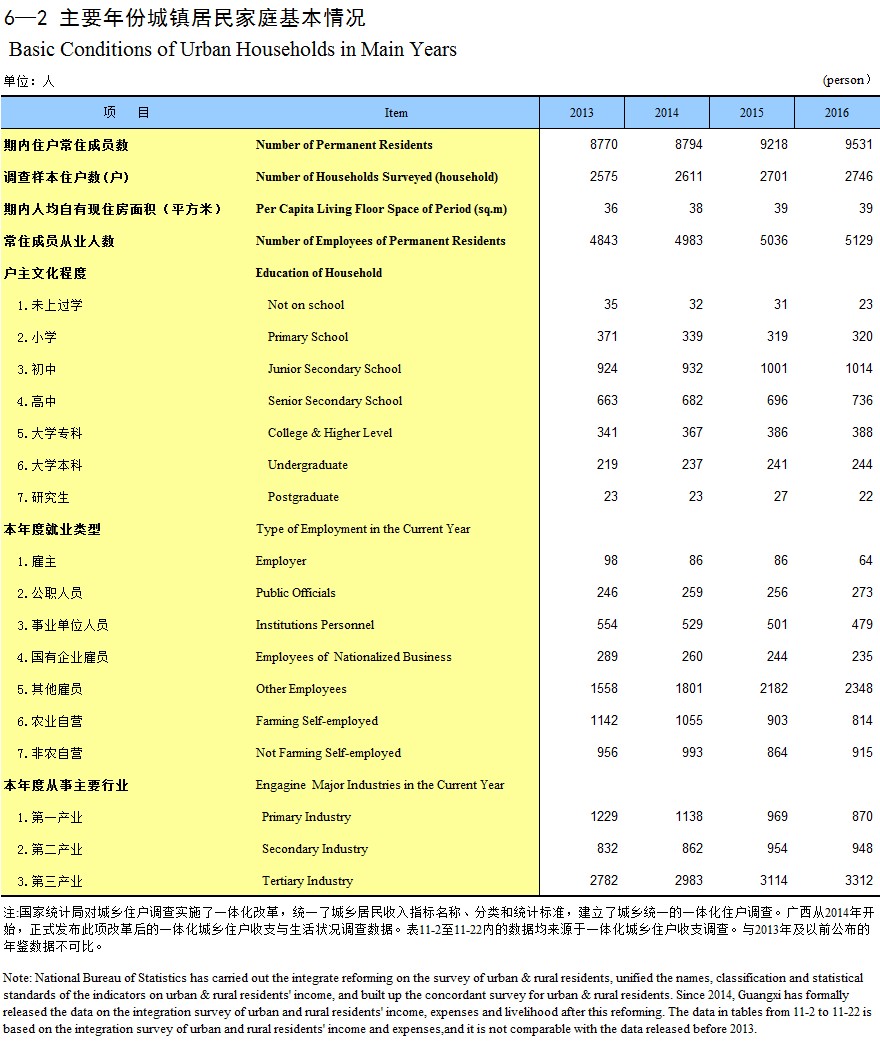 6—2 主要年份城镇居民家庭基本情况
Basic Conditions of Urban Households in Main Years
单位：人 (person）
项 目 Item 2013 2014 2015 2016
期内住户常住成员数 Number of Permanent Residents 8770 8794 9218 9531
调查样本住户数(户) Number of Households Surveyed (household) 2575 2611 2701 2746
期内人均自有现住房面积（平方米） Per Capita Living Floor Space of Period (sq.m) 36 38 39 39
常住成员从业人数 Number of Employees of Permanent Residents 4843 4983 5036 5129
户主文化程度 Education of Household
1.未上过学 Not on school 35 32 31 23
2.小学 Primary School 371 339 319 320
3.初中 Junior Secondary School 924 932 1001 1014
4.高中 Senior Secondary School 663 682 696 736
5.大学专科 College & Higher Level 341 367 386 388
6.大学本科 Undergraduate 219 237 241 244
7.研究生 Postgraduate 23 23 27 22
本年度就业类型 Type of Employment in the Current Year
1.雇主 Employer 98 86 86 64
2.公职人员 Public Officials 246 259 256 273
3.事业单位人员 Institutions Personnel 554 529 501 479
4.国有企业雇员 Employees of Nationalized Business 289 260 244 235
5.其他雇员 Other Employees 1558 1801 2182 2348
6.农业自营 Farming Self-employed 1142 1055 903 814
7.非农自营 Not Farming Self-employed 956 993 864 915
本年度从事主要行业 Engagine Major Industries in the Current Year
1.第一产业 Primary Industry 1229 1138 969 870
2.第二产业 Secondary Industry 832 862 954 948
3.第三产业 Tertiary Industry 2782 2983 3114 3312
注:国家统计局对城乡住户调查实施了一体化改革，统一了城乡居民收入指标名称、分类和统计标准，建立了城乡统一的一体化住户调查。广西从2014年开
始，正式发布此项改革后的一体化城乡住户收支与生活状况调查数据。表11-2至11-22内的数据均来源于一体化城乡住户收支调查。与2013年及以前公布的
年鉴数据不可比。
Note: National Bureau of Statistics has carried out the integrate reforming on the survey of urban & rural residents, unified the names, classification and statistical
standards of the indicators on urban & rural residents' income, and built up the concordant survey for urban & rural residents. Since 2014, Guangxi has formally
released the data on the integration survey of urban and rural residents' income, expenses and livelihood after this reforming. The data in tables from 11-2 to 11-22 is
based on the integration survey of urban and rural residents' income and expenses,and it is not comparable with the data released before 2013.